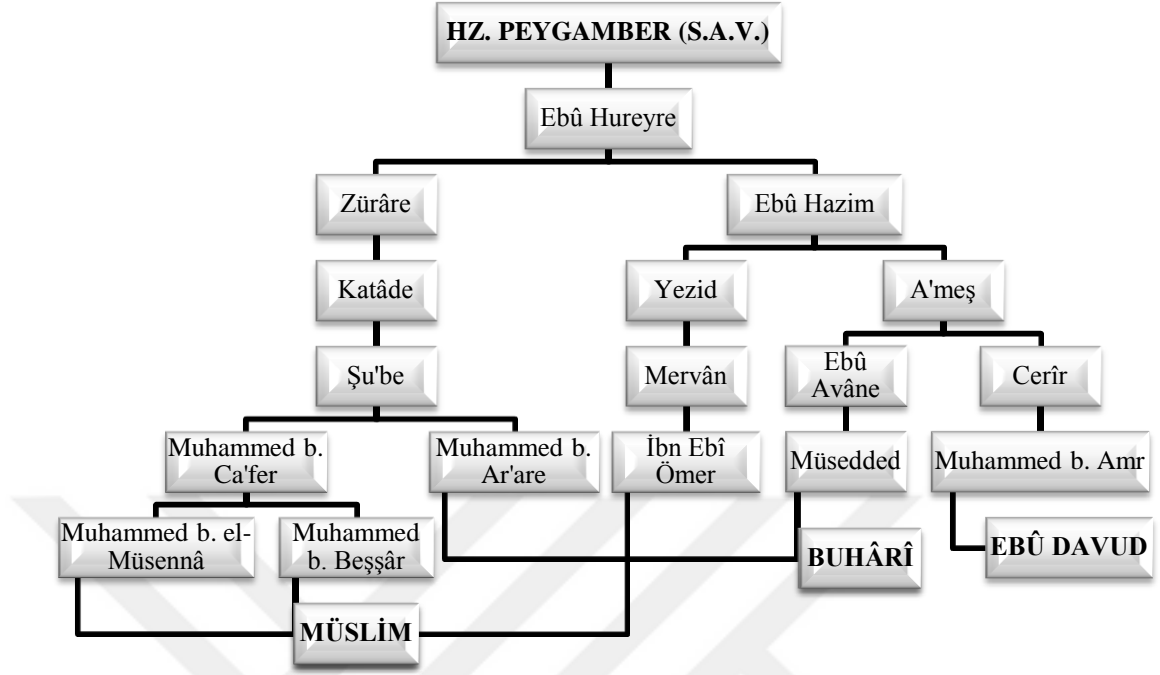 HZ. PEYGAMBER (S.A.V.)
Ebû Hureyre
Zürâre
Ebû Hazim
Katâde
Yezid
A'meş
Şu'be
Mervân
Ebû
Avâne
Cerîr
Muhammed b.
Ca'fer
Muhammed b.
Ar'are
İbn Ebî
Ömer
Müsedded
Muhammed b. Amr
Muhammed b. el-
Müsennâ
Muhammed
b. Beşşâr
BUHÂRÎ
EBÛ DAVUD
MÜSLİM